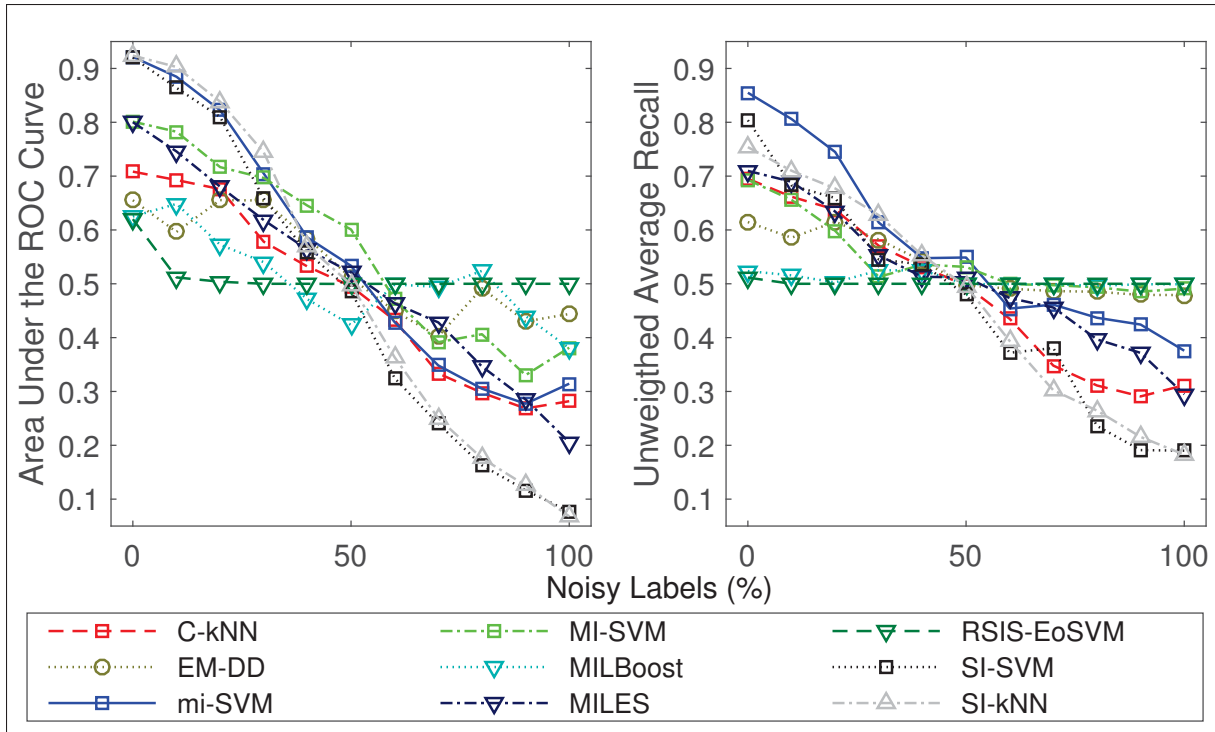 Area Under the ROC Curve
0.9
0.8
0.7
0.6
0.5
0.4
0.3
0.2
0.1
0 50 100
Unweigthed Average Recall
0.9
0.8
0.7
0.6
0.5
0.4
0.3
0.2
0.1
0 50 100
Noisy Labels (%)
C-kNN MI-SVM RSIS-EoSVM
EM-DD MILBoost SI-SVM
mi-SVM MILES SI-kNN